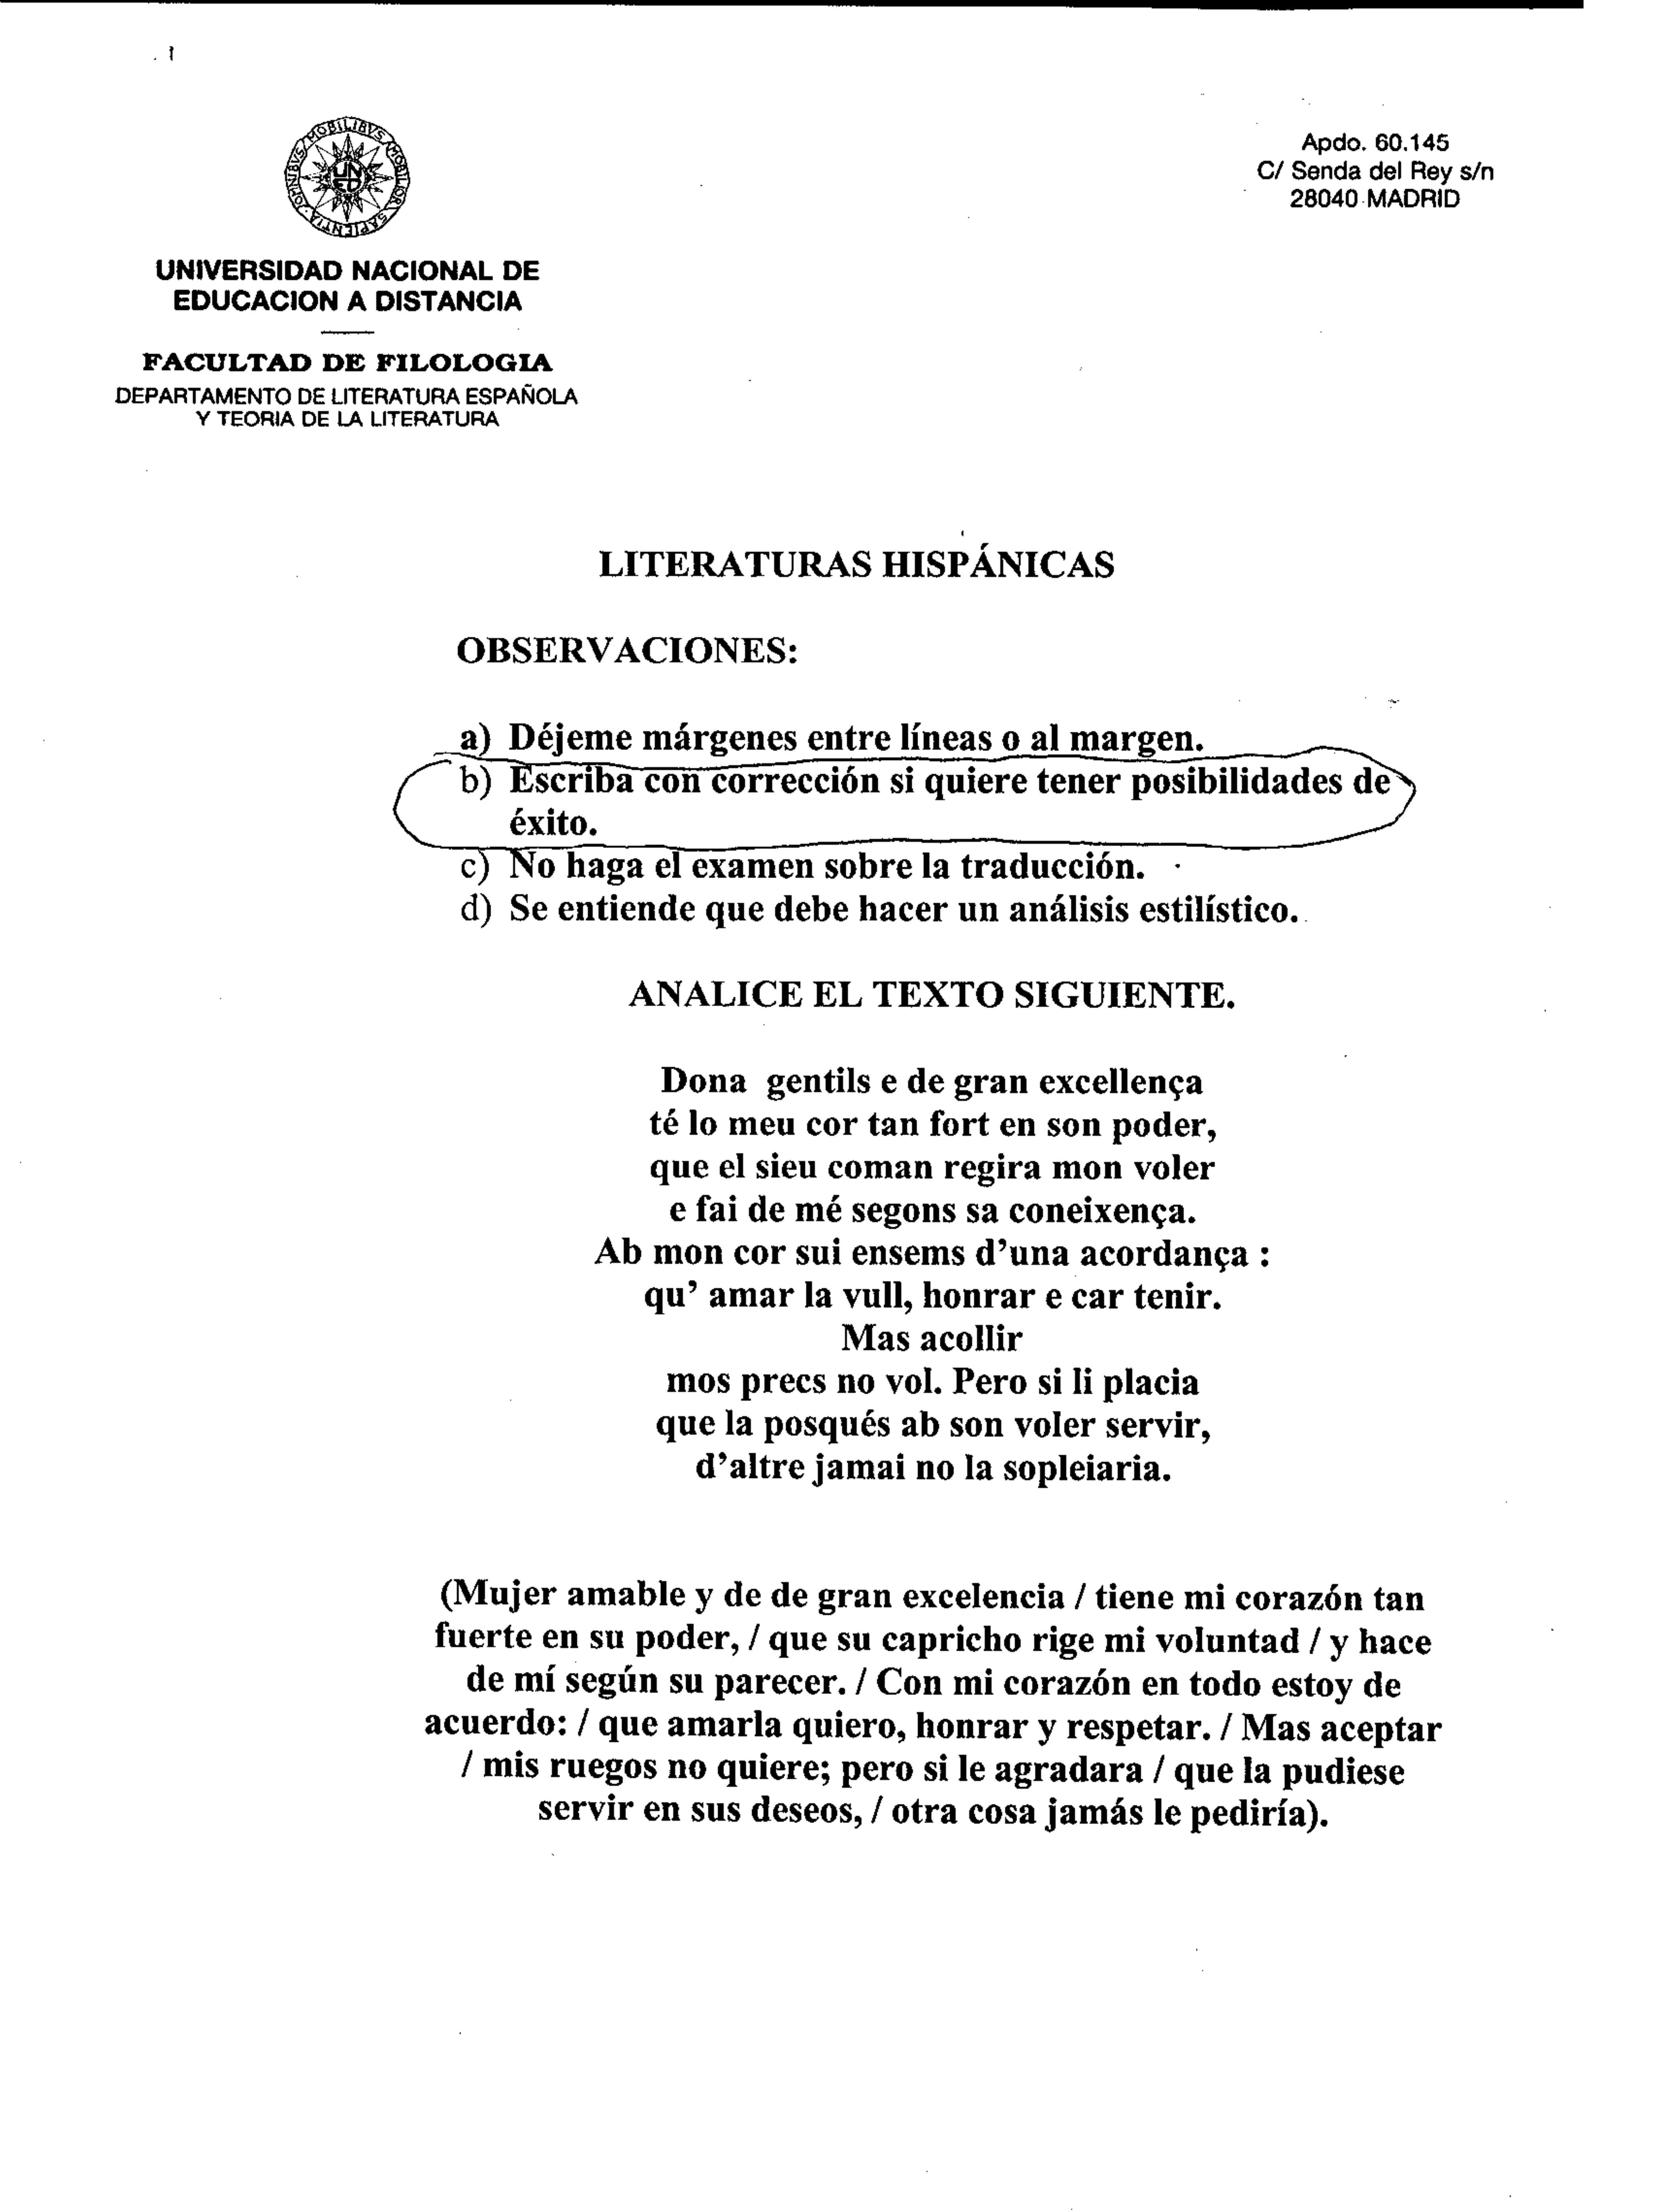 Apdo. 60.145
C/ Senda del Rey s/n
28040 MADRID
OMNIBVS MOBILIBVS MOBILIOR SAPIENTIA
UNED
UNIVERSIDAD NACIONAL DE
EDUCACION A DISTANCIA
FACULTAD DE FILOLOGIA
DEPARTAMENTO DE LITERATURA ESPAÑOLA
Y TEORIA DE LA LITERATURA
LITERATURAS HISPÁNICAS
OBSERVACIONES:
a) Déjeme márgenes entre líneas o al margen.
b) Escriba con corrección si quiere tener posibilidades de
éxito.
c) No haga el examen sobre la traducción.
d) Se entiende que debe hacer un análisis estilístico.
ANALICE EL TEXTO SIGUIENTE.
Dona gentils e de gran excellença
té lo meu cor tan fort en son poder,
que el sieu coman regira mon voler
e fai de mé segons sa coneixença.
Ab mon cor sui ensems d'una acordança :
qu' amar la vull, honrar e car tenir.
Mas acollir
mos precs no vol. Pero si li placia
que la posqués ab son voler servir,
d'altre jamai no la sopleiaria.
(Mujer amable y de de gran excelencia / tiene mi corazón tan
fuerte en su poder, / que su capricho rige mi voluntad / y hace
de mí según su parecer. / Con mi corazón en todo estoy de
acuerdo: / que amarla quiero, honrar y respetar. / Mas aceptar
/ mis ruegos no quiere; pero si le agradara / que la pudiese
servir en sus deseos, / otra cosa jamás le pediría).